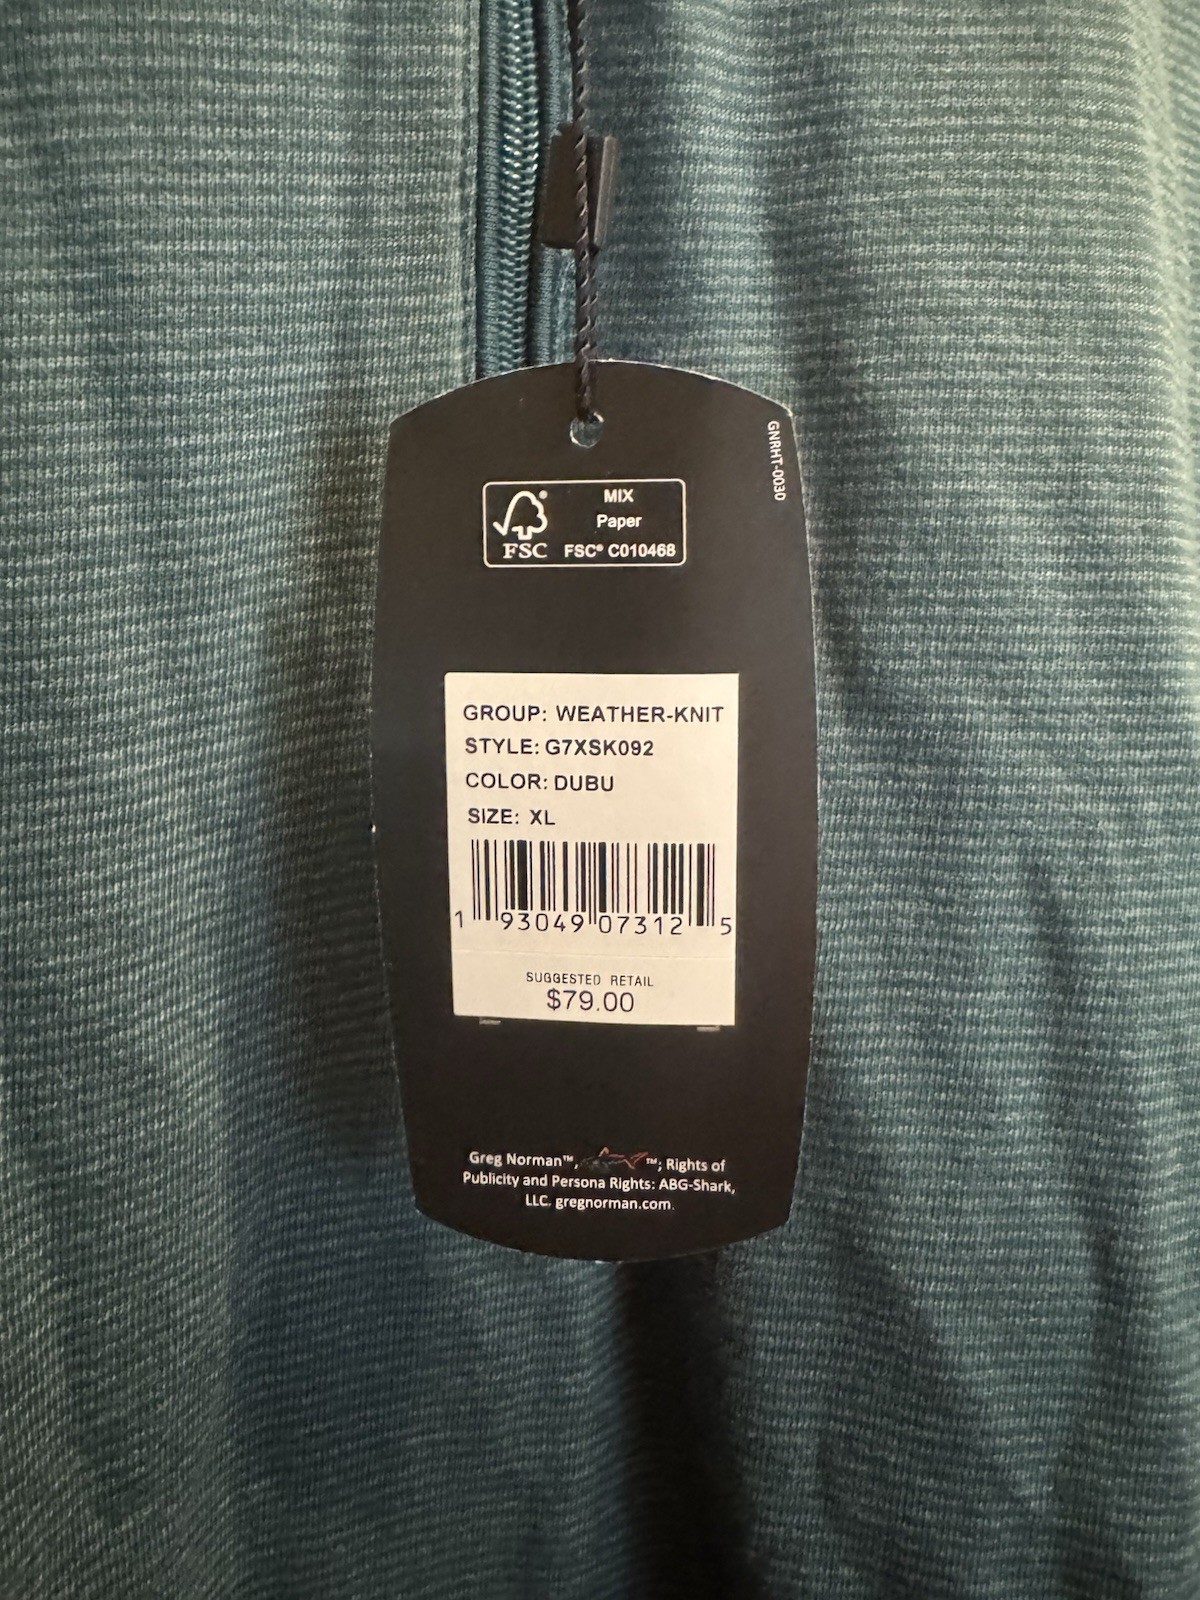 GNRHT-0030
MIX
Paper
FSC
FSC® C010468
GROUP: WEATHER-KNIT
STYLE: G7XSK092
COLOR: DUBU
SIZE: XL
1 93049 07312 5
SUGGESTED RETAIL
$79.00
Greg Norman™, ™; Rights of
Publicity and Persona Rights: ABG-Shark,
LLC. gregnorman.com.